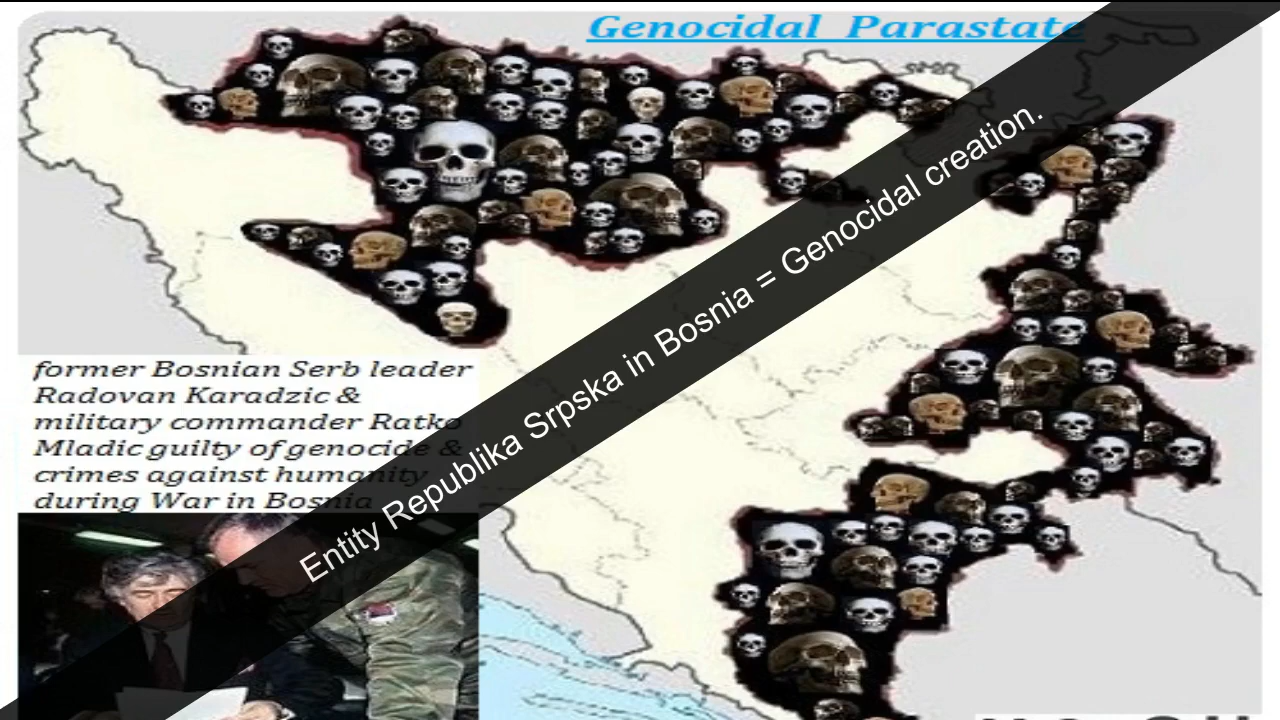 Genocidal Parastate
Entity Republika Srpska in Bosnia = Genocidal creation.
former Bosnian Serb leader
Radovan Karadzic &
military commander Ratko
Mladic guilty of genocide &
crimes against humanity
during War in Bosnia